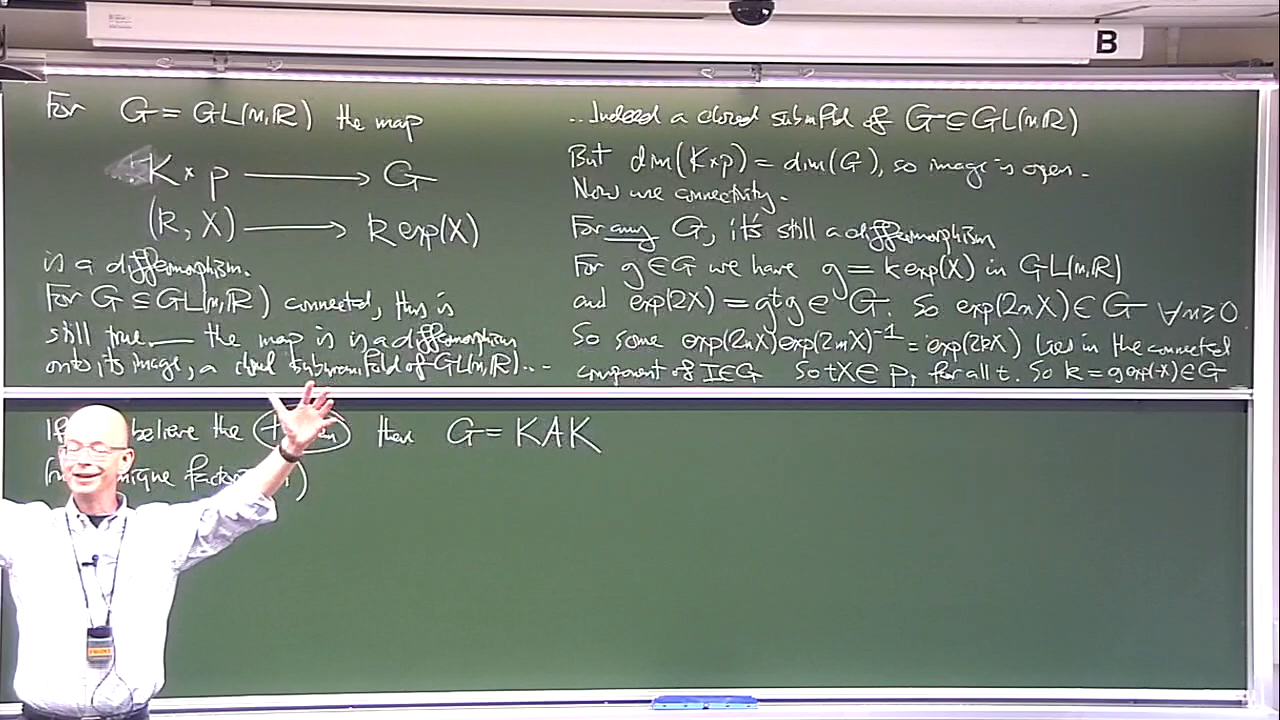 B
For G = GL(n,R) the map
K × p ⟶ G
(k, X) ⟶ k exp(X)
is a diffeomorphism.
For G ⊆ GL(n,R) connected, this is
still true — the map is is a diffeomorphism
onto its image, a closed submanifold of GL(n,R)...
...Indeed a closed submfld of G ⊆ GL(n,R)
But dim(K×p) = dim(G), so image is open.
Now use connectivity.
For any G, it's still a diffeomorphism
For g ∈ G we have g = k exp(X) in GL(n,R)
and exp(2X) = gᵗg ∈ G. So exp(2nX) ∈ G ∀n≥0
So some exp(2nX)exp(2mX)⁻¹ = exp(2kX) lies in the connected
component of I∈G So tX ∈ p, for all t. So k = g exp(-X) ∈ G
If believe the then G = KAK